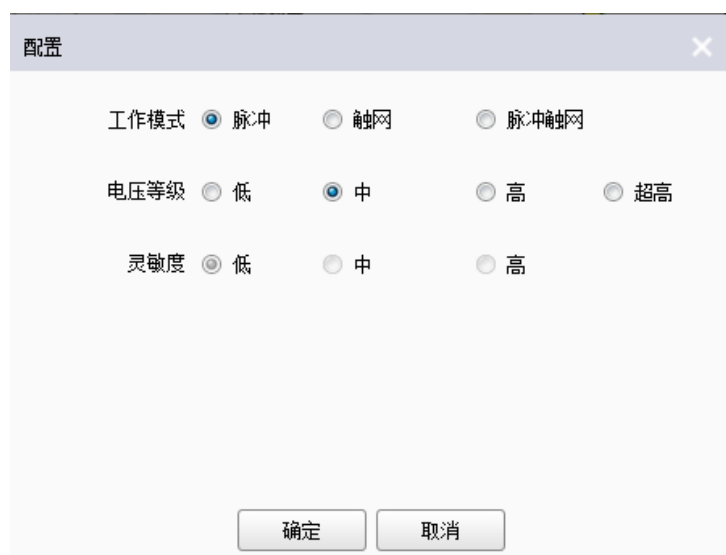 配置
工作模式 脉冲 触网 脉冲触网
电压等级 低 中 高 超高
灵敏度 低 中 高
确定 取消